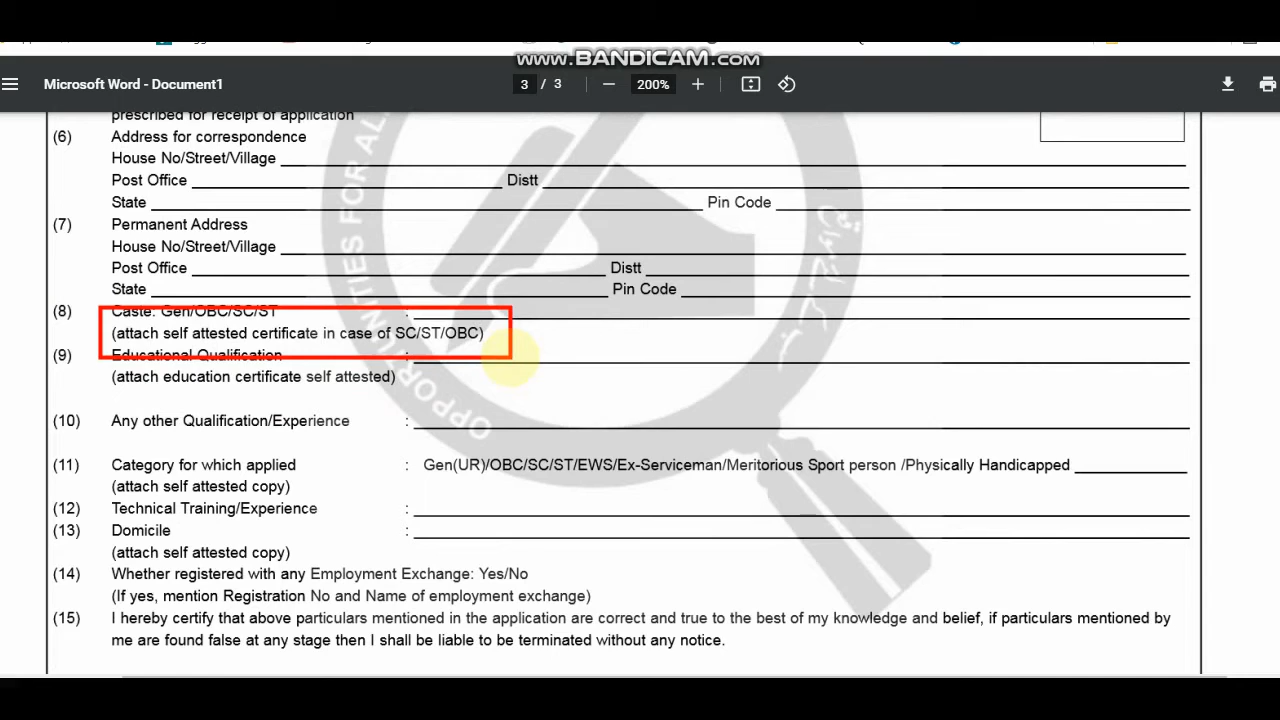 WWW.BANDICAM.COM
Microsoft Word - Document1
3 / 3
200%
prescribed for receipt of application
(6) Address for correspondence
House No/Street/Village
Post Office Distt
State Pin Code
(7) Permanent Address
House No/Street/Village
Post Office Distt
State Pin Code
(8) Caste: Gen/OBC/SC/ST :
(attach self attested certificate in case of SC/ST/OBC)
(9) Educational Qualification :
(attach education certificate self attested)
(10) Any other Qualification/Experience :
(11) Category for which applied : Gen(UR)/OBC/SC/ST/EWS/Ex-Serviceman/Meritorious Sport person /Physically Handicapped
(attach self attested copy)
(12) Technical Training/Experience :
(13) Domicile :
(attach self attested copy)
(14) Whether registered with any Employment Exchange: Yes/No
(If yes, mention Registration No and Name of employment exchange)
(15) I hereby certify that above particulars mentioned in the application are correct and true to the best of my knowledge and belief, if particulars mentioned by
me are found false at any stage then I shall be liable to be terminated without any notice.
OPPORTUNITIES FOR AL